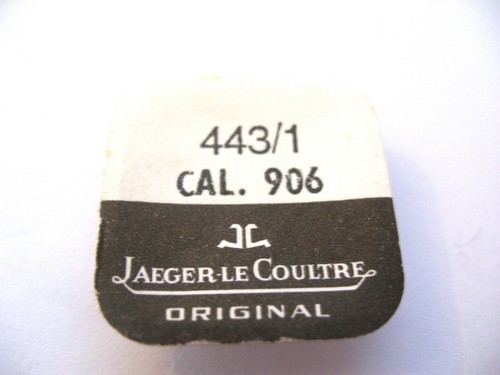 443/1
CAL. 906
JAEGER-LECOULTRE
ORIGINAL